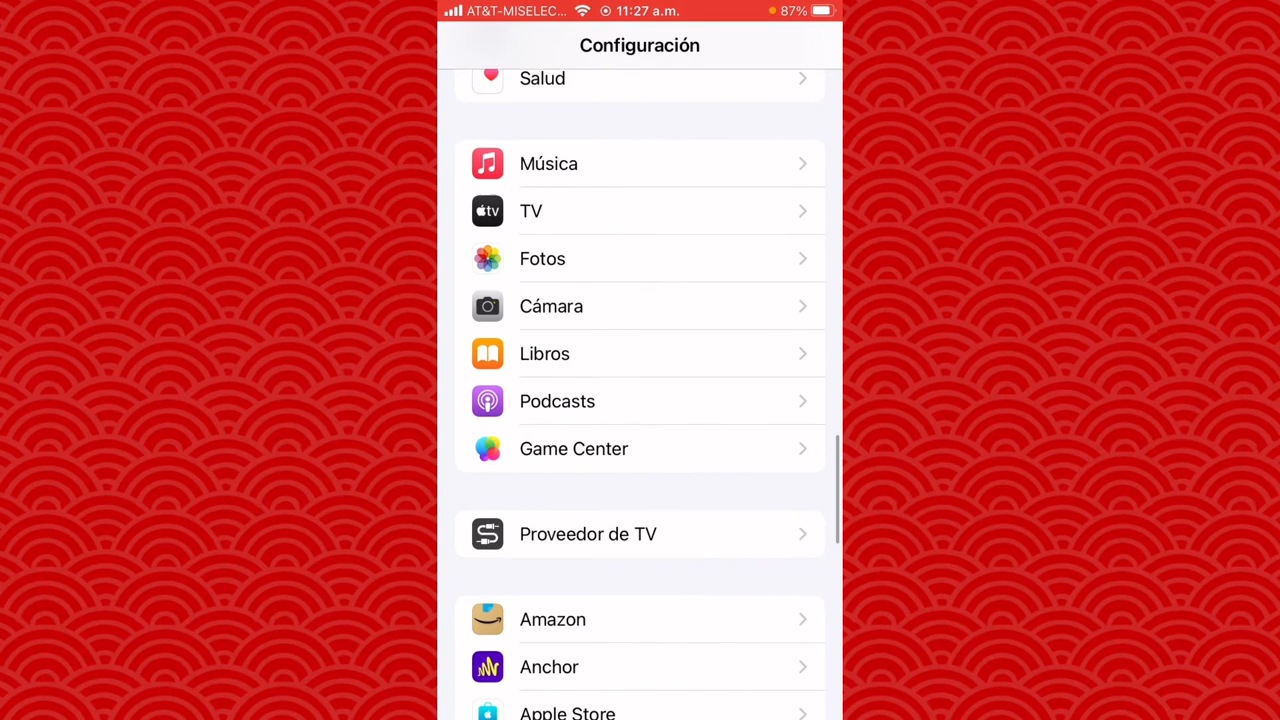 AT&T-MISELEC... 11:27 a.m. 87%
Configuración
Salud
Música
tv TV
Fotos
Cámara
Libros
Podcasts
Game Center
Proveedor de TV
Amazon
Anchor
Apple Store